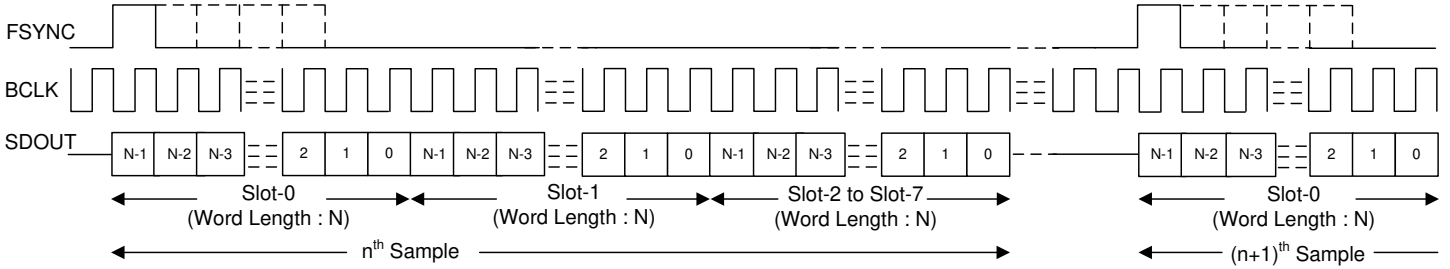 FSYNC
BCLK
SDOUT
N-1 N-2 N-3 2 1 0 N-1 N-2 N-3 2 1 0 N-1 N-2 N-3 2 1 0 N-1 N-2 N-3 2 1 0
Slot-0 Slot-1 Slot-2 to Slot-7 Slot-0
(Word Length : N) (Word Length : N) (Word Length : N) (Word Length : N)
nth Sample (n+1)th Sample